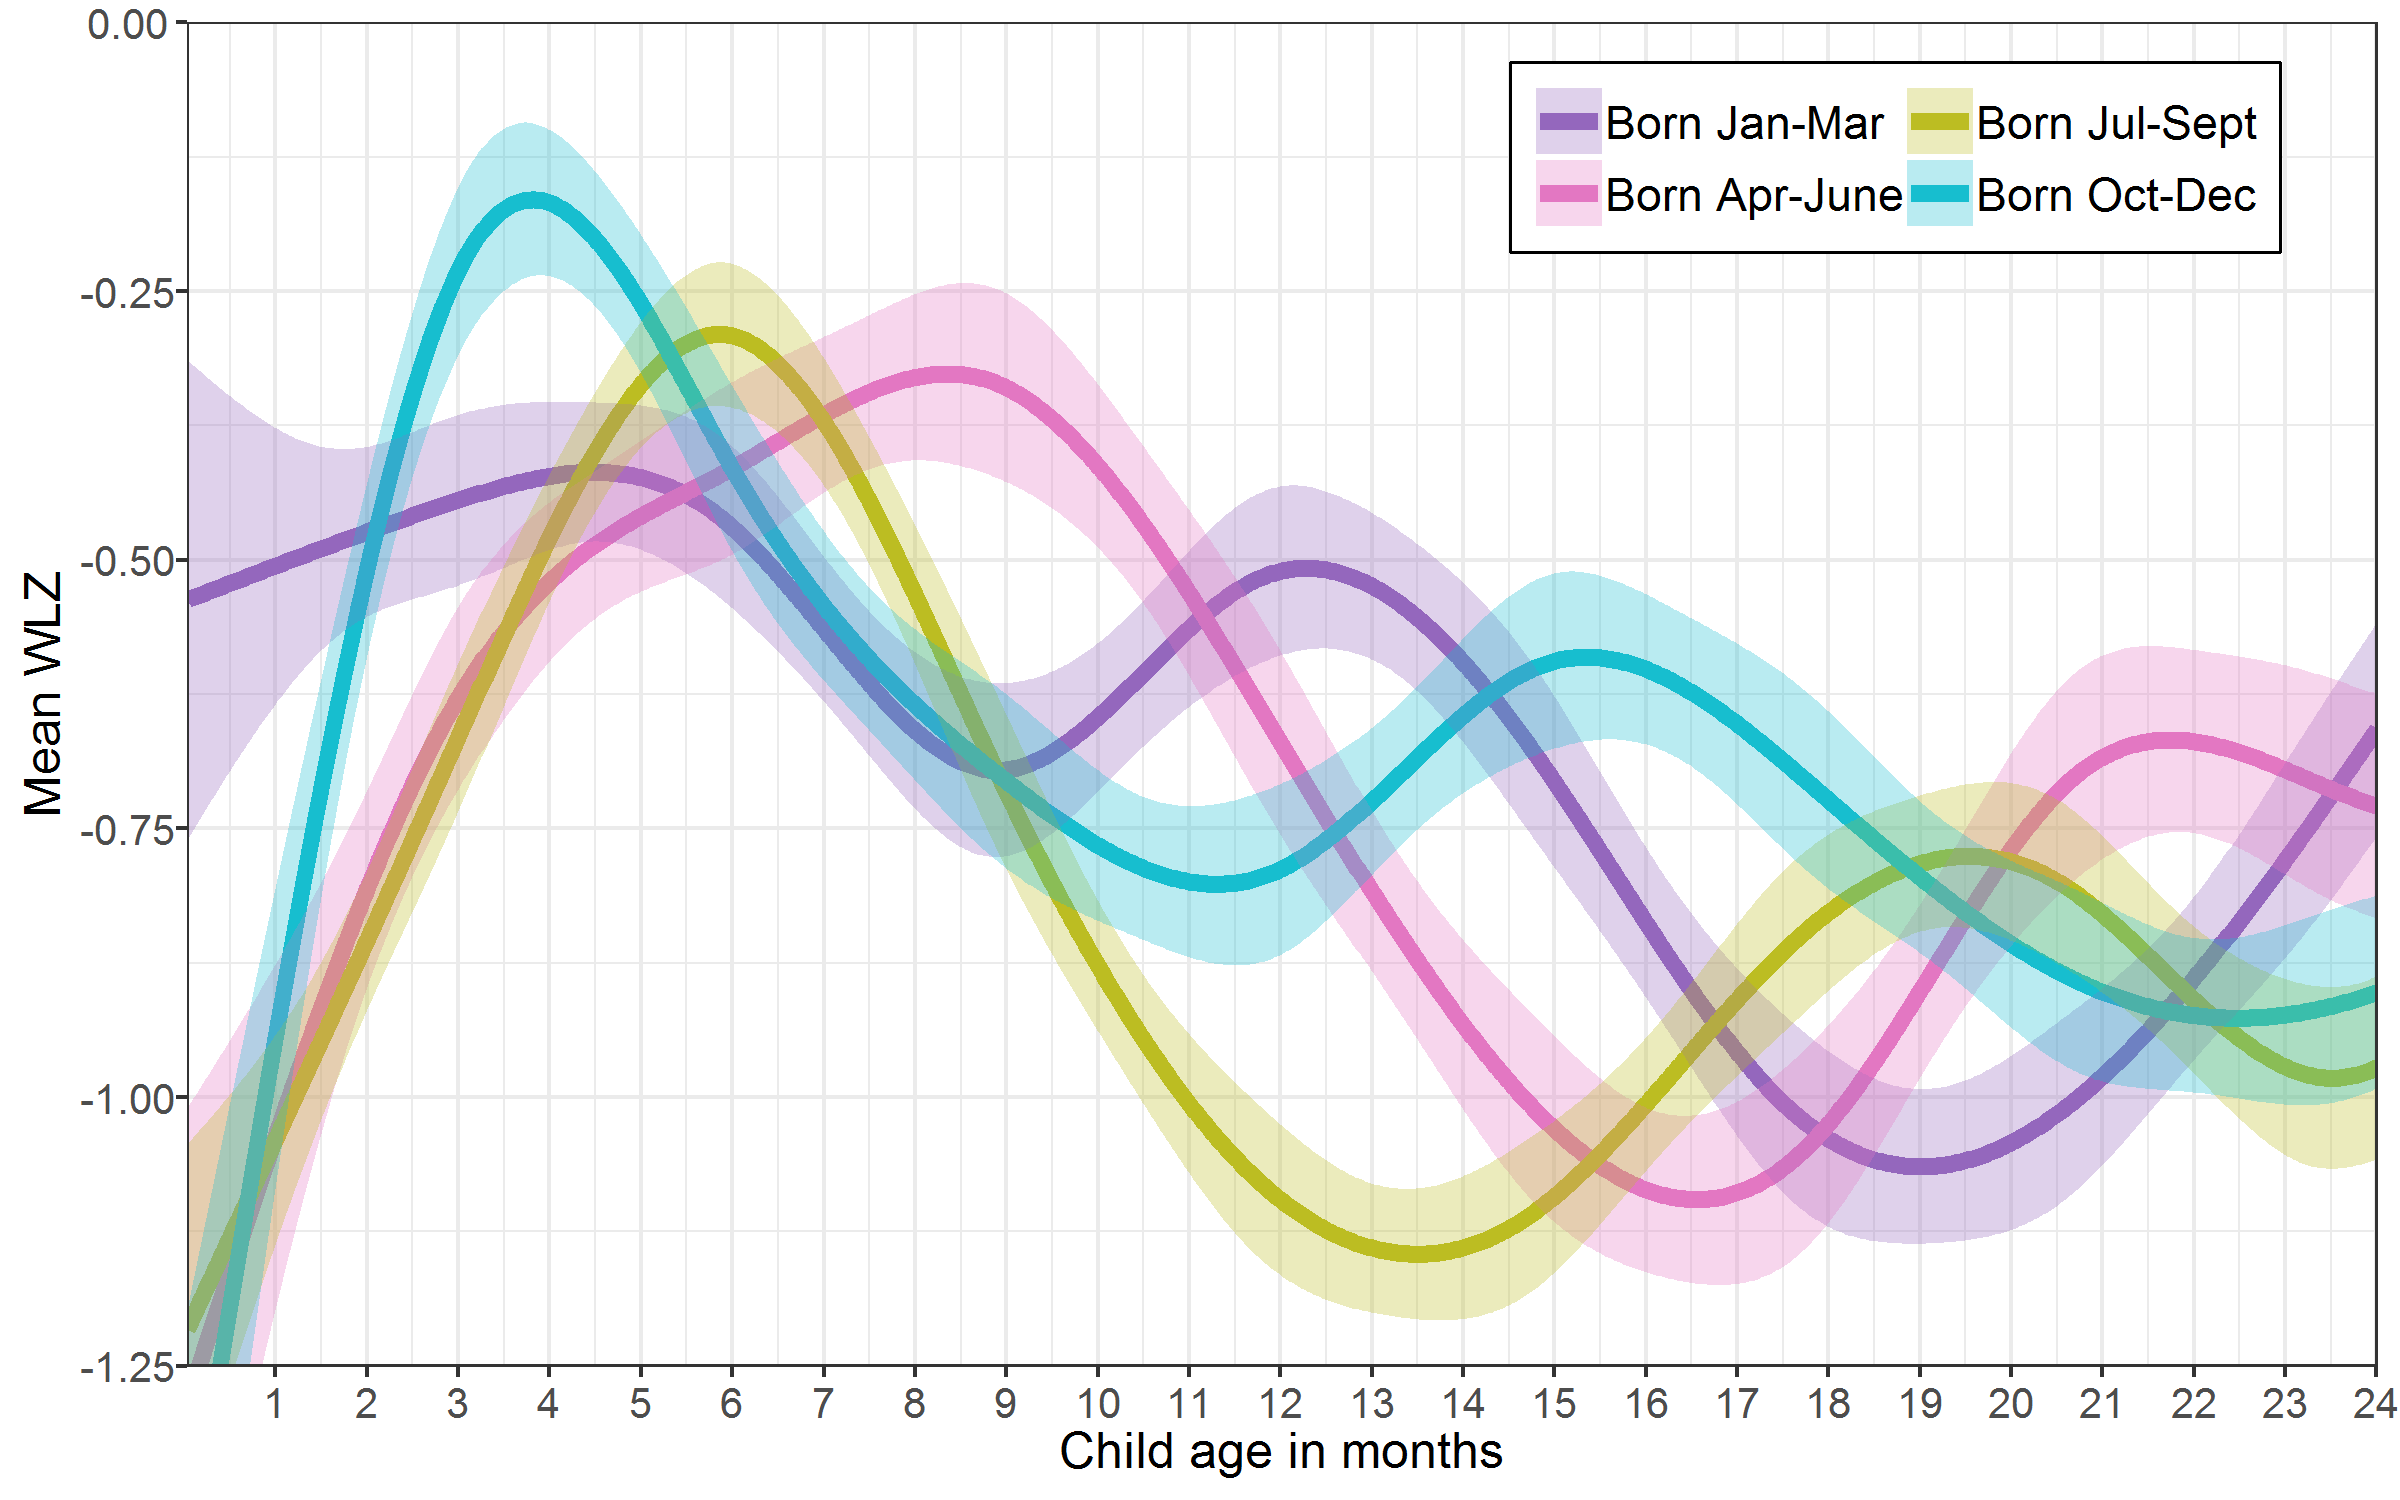 0.00
-0.25
-0.50
-0.75
-1.00
-1.25
Mean WLZ
Born Jan-Mar Born Jul-Sept
Born Apr-June Born Oct-Dec
1 2 3 4 5 6 7 8 9 10 11 12 13 14 15 16 17 18 19 20 21 22 23 24
Child age in months